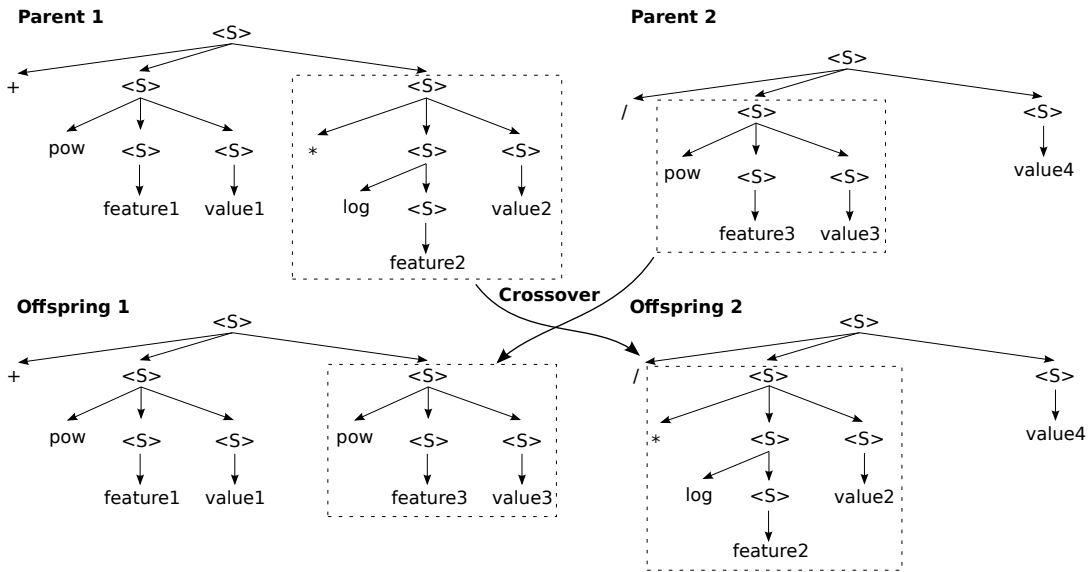 Parent 1
<S>
+
<S>
<S>
pow
<S>
<S>
feature1
value1
*
<S>
<S>
log
<S>
value2
feature2
Parent 2
<S>
/
<S>
<S>
pow
<S>
<S>
value4
feature3
value3
Crossover
Offspring 1
<S>
+
<S>
<S>
pow
<S>
<S>
feature1
value1
pow
<S>
<S>
feature3
value3
Offspring 2
<S>
/
<S>
<S>
*
<S>
<S>
value4
log
<S>
value2
feature2